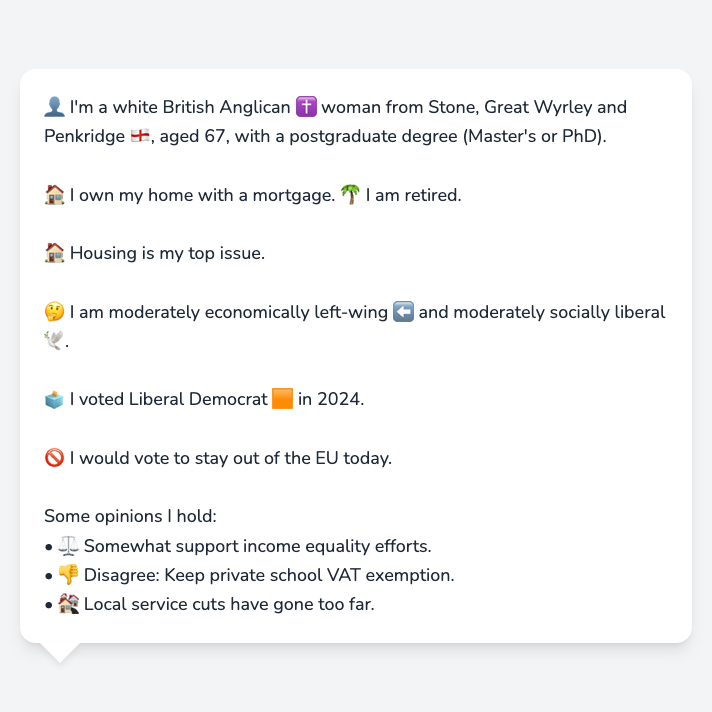 👤 I'm a white British Anglican ✝️ woman from Stone, Great Wyrley and
Penkridge 🏴󠁧󠁢󠁥󠁮󠁧󠁿, aged 67, with a postgraduate degree (Master's or PhD).
🏠 I own my home with a mortgage. 🌴 I am retired.
🏠 Housing is my top issue.
🤔 I am moderately economically left-wing ⬅️ and moderately socially liberal
🕊️.
🗳️ I voted Liberal Democrat 🟧 in 2024.
🚫 I would vote to stay out of the EU today.
Some opinions I hold:
• ⚖️ Somewhat support income equality efforts.
• 👎 Disagree: Keep private school VAT exemption.
• 🏚️ Local service cuts have gone too far.